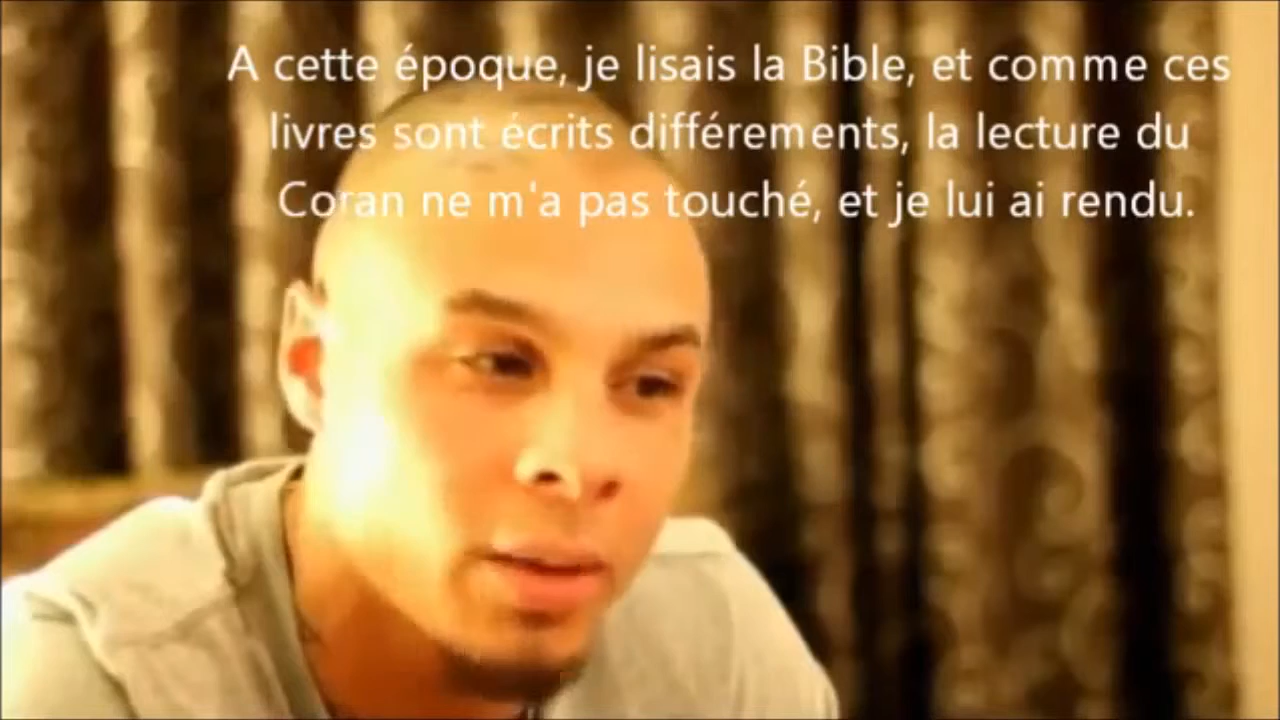 A cette époque, je lisais la Bible, et comme ces
livres sont écrits différements, la lecture du
Coran ne m'a pas touché, et je lui ai rendu.